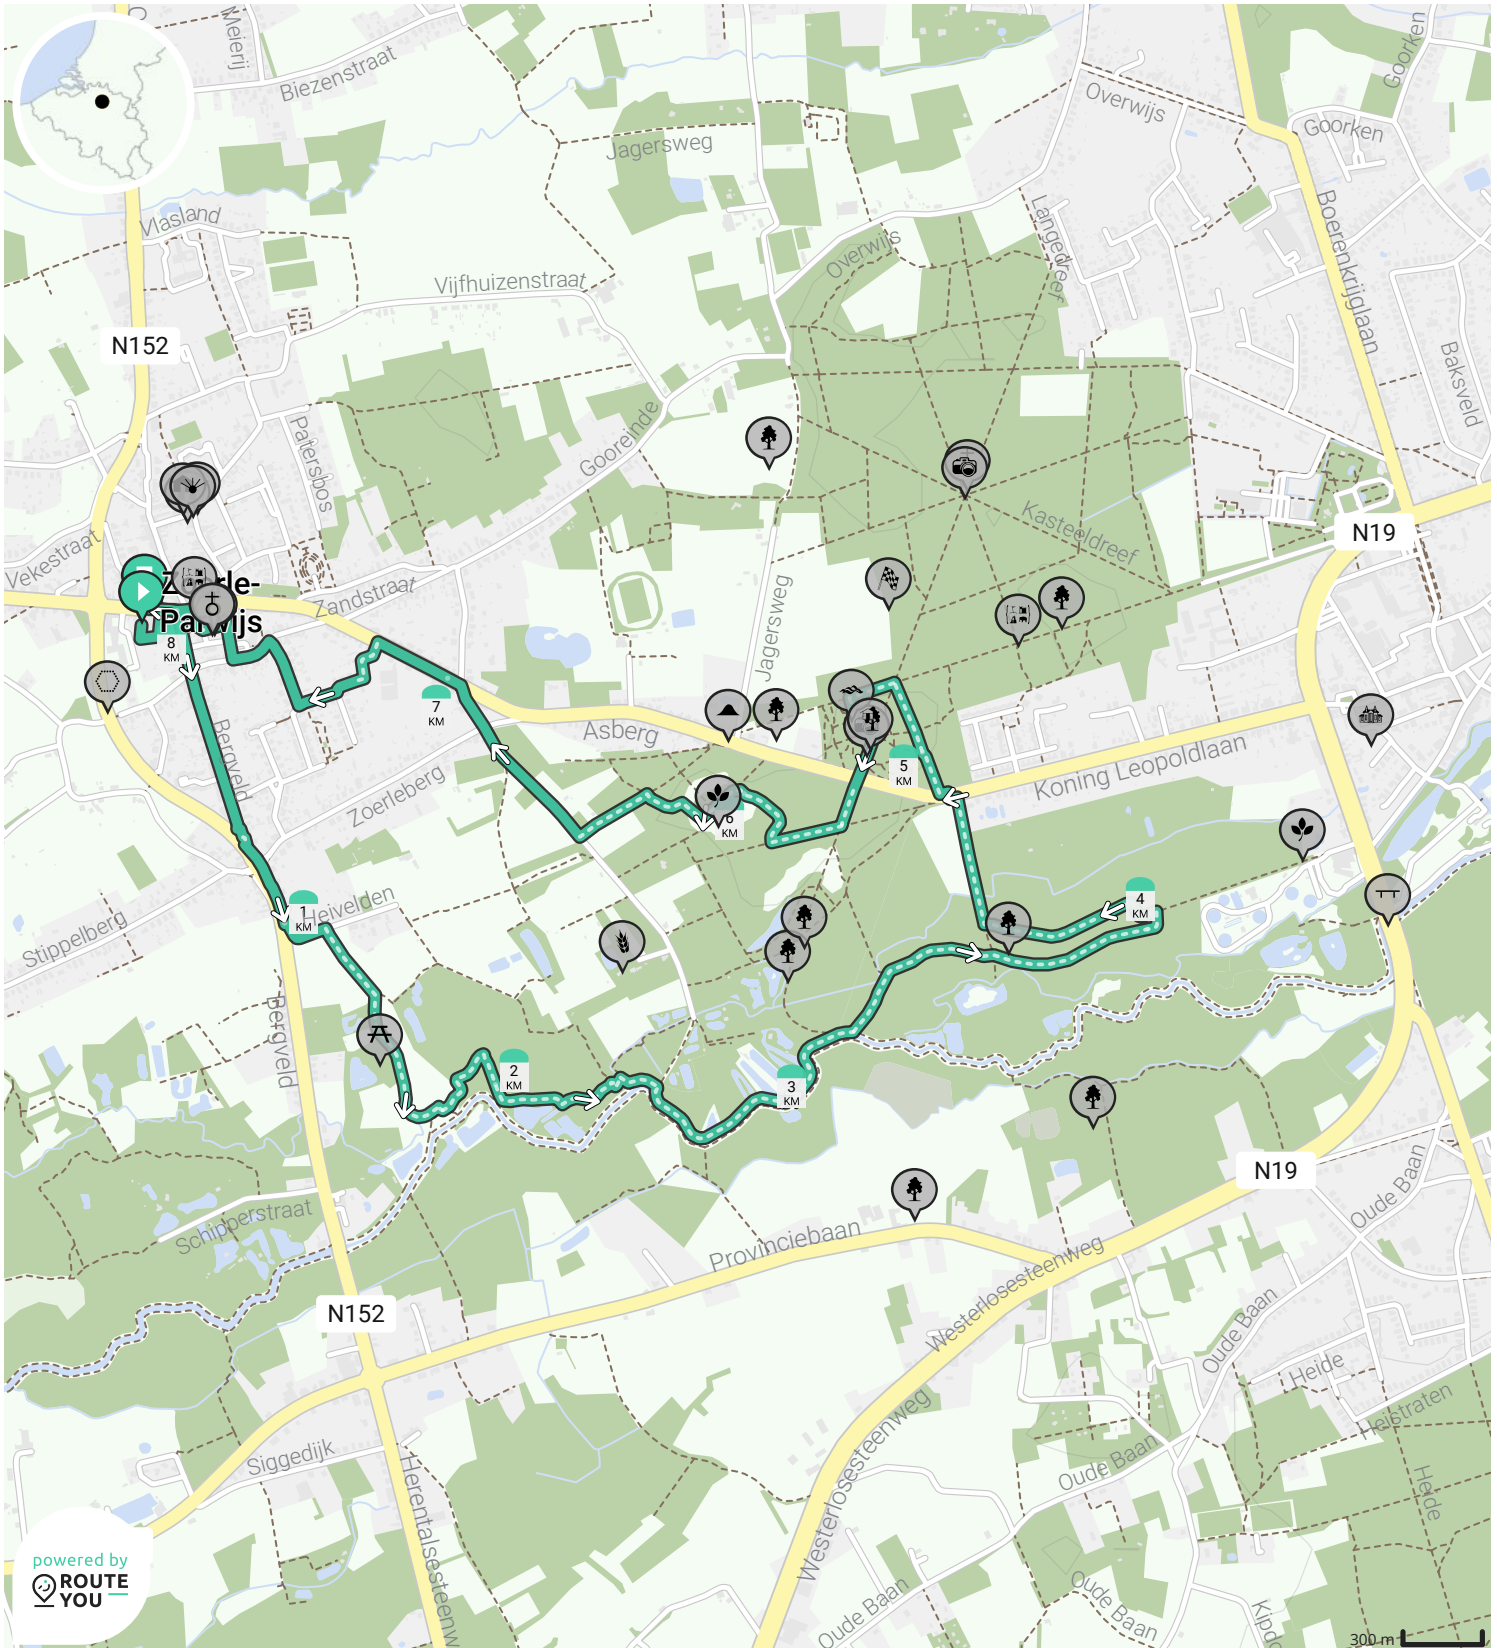 Meierij
Biezenstraat
Goorken
Overwijs
Goorken
Jagersweg
Vlasland
Langedreef
Boerenkrijglaan
Overwijs
Vijfhuizenstraat
N152
Baksveld
Gooreinde
Patersbos
Kasteeldreef
N19
Vekestraat
Zandstraat
Jagersweg
8
KM
7
KM
Bergveld
Asberg
5
KM
Koning Leopoldlaan
Zoerleberg
6
KM
4
KM
1
KM
Heivelden
Stippelberg
Bergveld
2
KM
3
KM
N19
Oude Baan
Schipperstraat
Provinciebaan
Westerlosesteenweg
N152
Oude Baan
Heide
Heistraten
Westerlosesteenweg
Siggedijk
Oude Baan
Heide
Herentalsesteenw
powered by
ROUTE
YOU
Oude Baan
Oude Baan
Kipdo
300 m